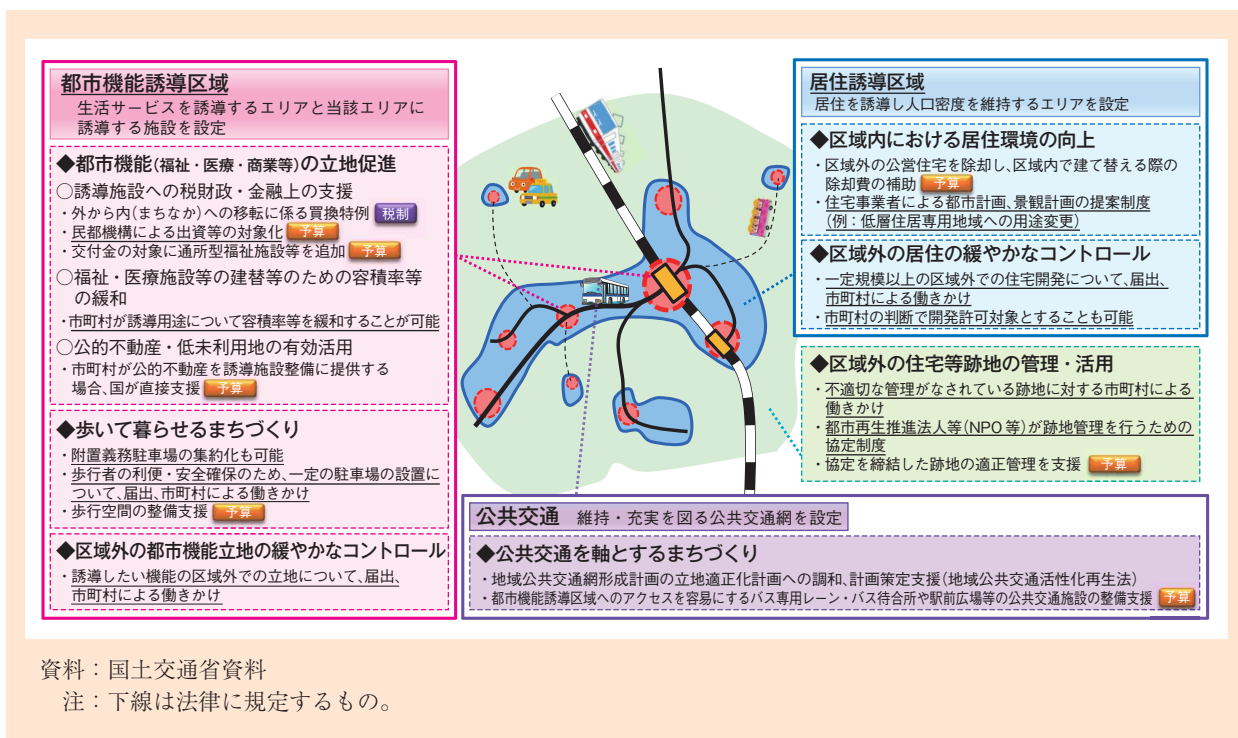 都市機能誘導区域
生活サービスを誘導するエリアと当該エリアに
誘導する施設を設定
◆都市機能(福祉・医療・商業等)の立地促進
○誘導施設への税財政・金融上の支援
・外から内(まちなか)への移転に係る買換特例 税制
・民都機構による出資等の対象化 予算
・交付金の対象に通所型福祉施設等を追加 予算
○福祉・医療施設等の建替等のための容積率等
の緩和
・市町村が誘導用途について容積率等を緩和することが可能
○公的不動産・低未利用地の有効活用
・市町村が公的不動産を誘導施設整備に提供する
場合、国が直接支援 予算
◆歩いて暮らせるまちづくり
・附置義務駐車場の集約化も可能
・歩行者の利便・安全確保のため、一定の駐車場の設置に
ついて、届出、市町村による働きかけ
・歩行空間の整備支援 予算
◆区域外の都市機能立地の緩やかなコントロール
・誘導したい機能の区域外での立地について、届出、
市町村による働きかけ
居住誘導区域
居住を誘導し人口密度を維持するエリアを設定
◆区域内における居住環境の向上
・区域外の公営住宅を除却し、区域内で建て替える際の
除却費の補助 予算
・住宅事業者による都市計画、景観計画の提案制度
(例：低層住居専用地域への用途変更)
◆区域外の居住の緩やかなコントロール
・一定規模以上の区域外での住宅開発について、届出、
市町村による働きかけ
・市町村の判断で開発許可対象とすることも可能
◆区域外の住宅等跡地の管理・活用
・不適切な管理がなされている跡地に対する市町村による
働きかけ
・都市再生推進法人等(NPO等)が跡地管理を行うための
協定制度
・協定を締結した跡地の適正管理を支援 予算
公共交通 維持・充実を図る公共交通網を設定
◆公共交通を軸とするまちづくり
・地域公共交通網形成計画の立地適正化計画への調和、計画策定支援(地域公共交通活性化再生法)
・都市機能誘導区域へのアクセスを容易にするバス専用レーン・バス待合所や駅前広場等の公共交通施設の整備支援 予算
資料：国土交通省資料
注：下線は法律に規定するもの。